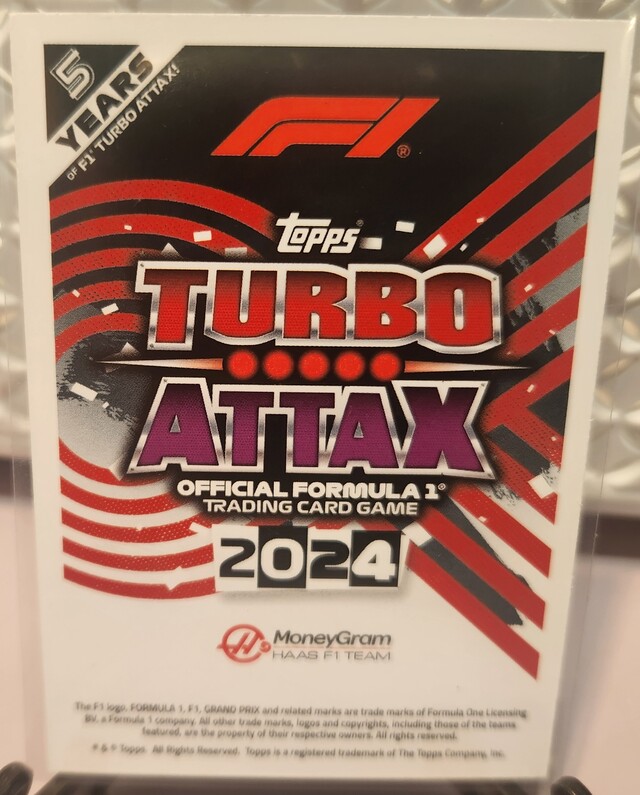 5
YEARS
OF F1® TURBO ATTAX!
F1®
topps®
TURBO
ATTAX
OFFICIAL FORMULA 1®
TRADING CARD GAME
2024
MoneyGram
HAAS F1 TEAM
The F1 logo, FORMULA 1, F1, GRAND PRIX and related marks are trade marks of Formula One Licensing
BV, a Formula 1 company. All other trade marks, logos and copyrights, including those of the teams
featured, are the property of their respective owners. All rights reserved.
® & © Topps. All Rights Reserved. Topps is a registered trademark of The Topps Company, Inc.